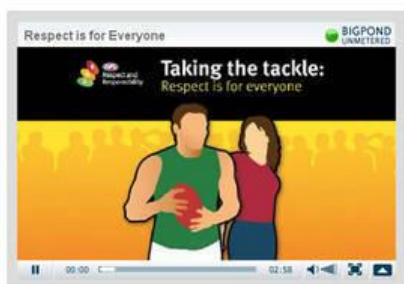 Respect is for Everyone
BIGPOND
UNMETERED
Respect and
Responsibility
Taking the tackle:
Respect is for everyone
00:00
02:58